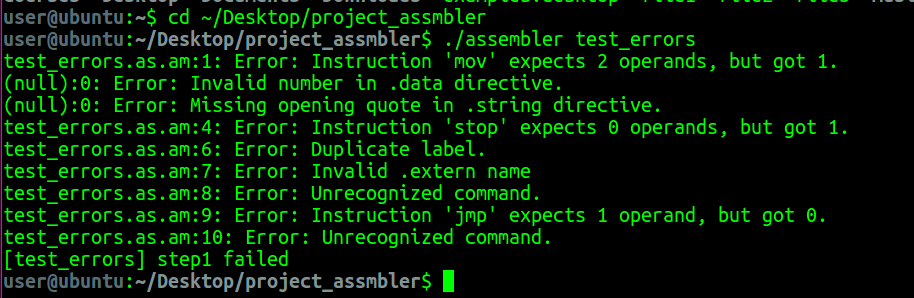 user@ubuntu:~$ cd ~/Desktop/project_assmbler
user@ubuntu:~/Desktop/project_assmbler$ ./assembler test_errors
test_errors.as.am:1: Error: Instruction 'mov' expects 2 operands, but got 1.
(null):0: Error: Invalid number in .data directive.
(null):0: Error: Missing opening quote in .string directive.
test_errors.as.am:4: Error: Instruction 'stop' expects 0 operands, but got 1.
test_errors.as.am:6: Error: Duplicate label.
test_errors.as.am:7: Error: Invalid .extern name
test_errors.as.am:8: Error: Unrecognized command.
test_errors.as.am:9: Error: Instruction 'jmp' expects 1 operand, but got 0.
test_errors.as.am:10: Error: Unrecognized command.
[test_errors] step1 failed
user@ubuntu:~/Desktop/project_assmbler$